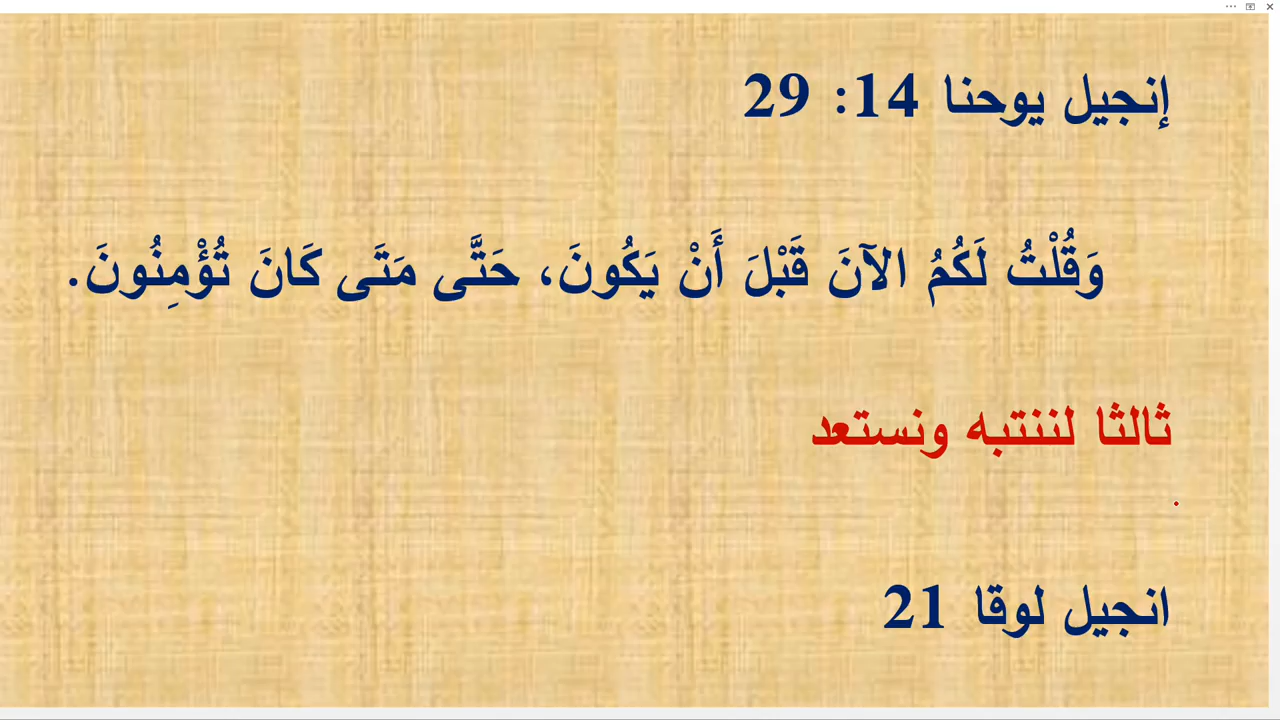 إنجيل يوحنا 14: 29
وَقُلْتُ لَكُمُ الآنَ قَبْلَ أَنْ يَكُونَ، حَتَّى مَتَى كَانَ تُؤْمِنُونَ.
ثالثا لننتبه ونستعد
انجيل لوقا 21